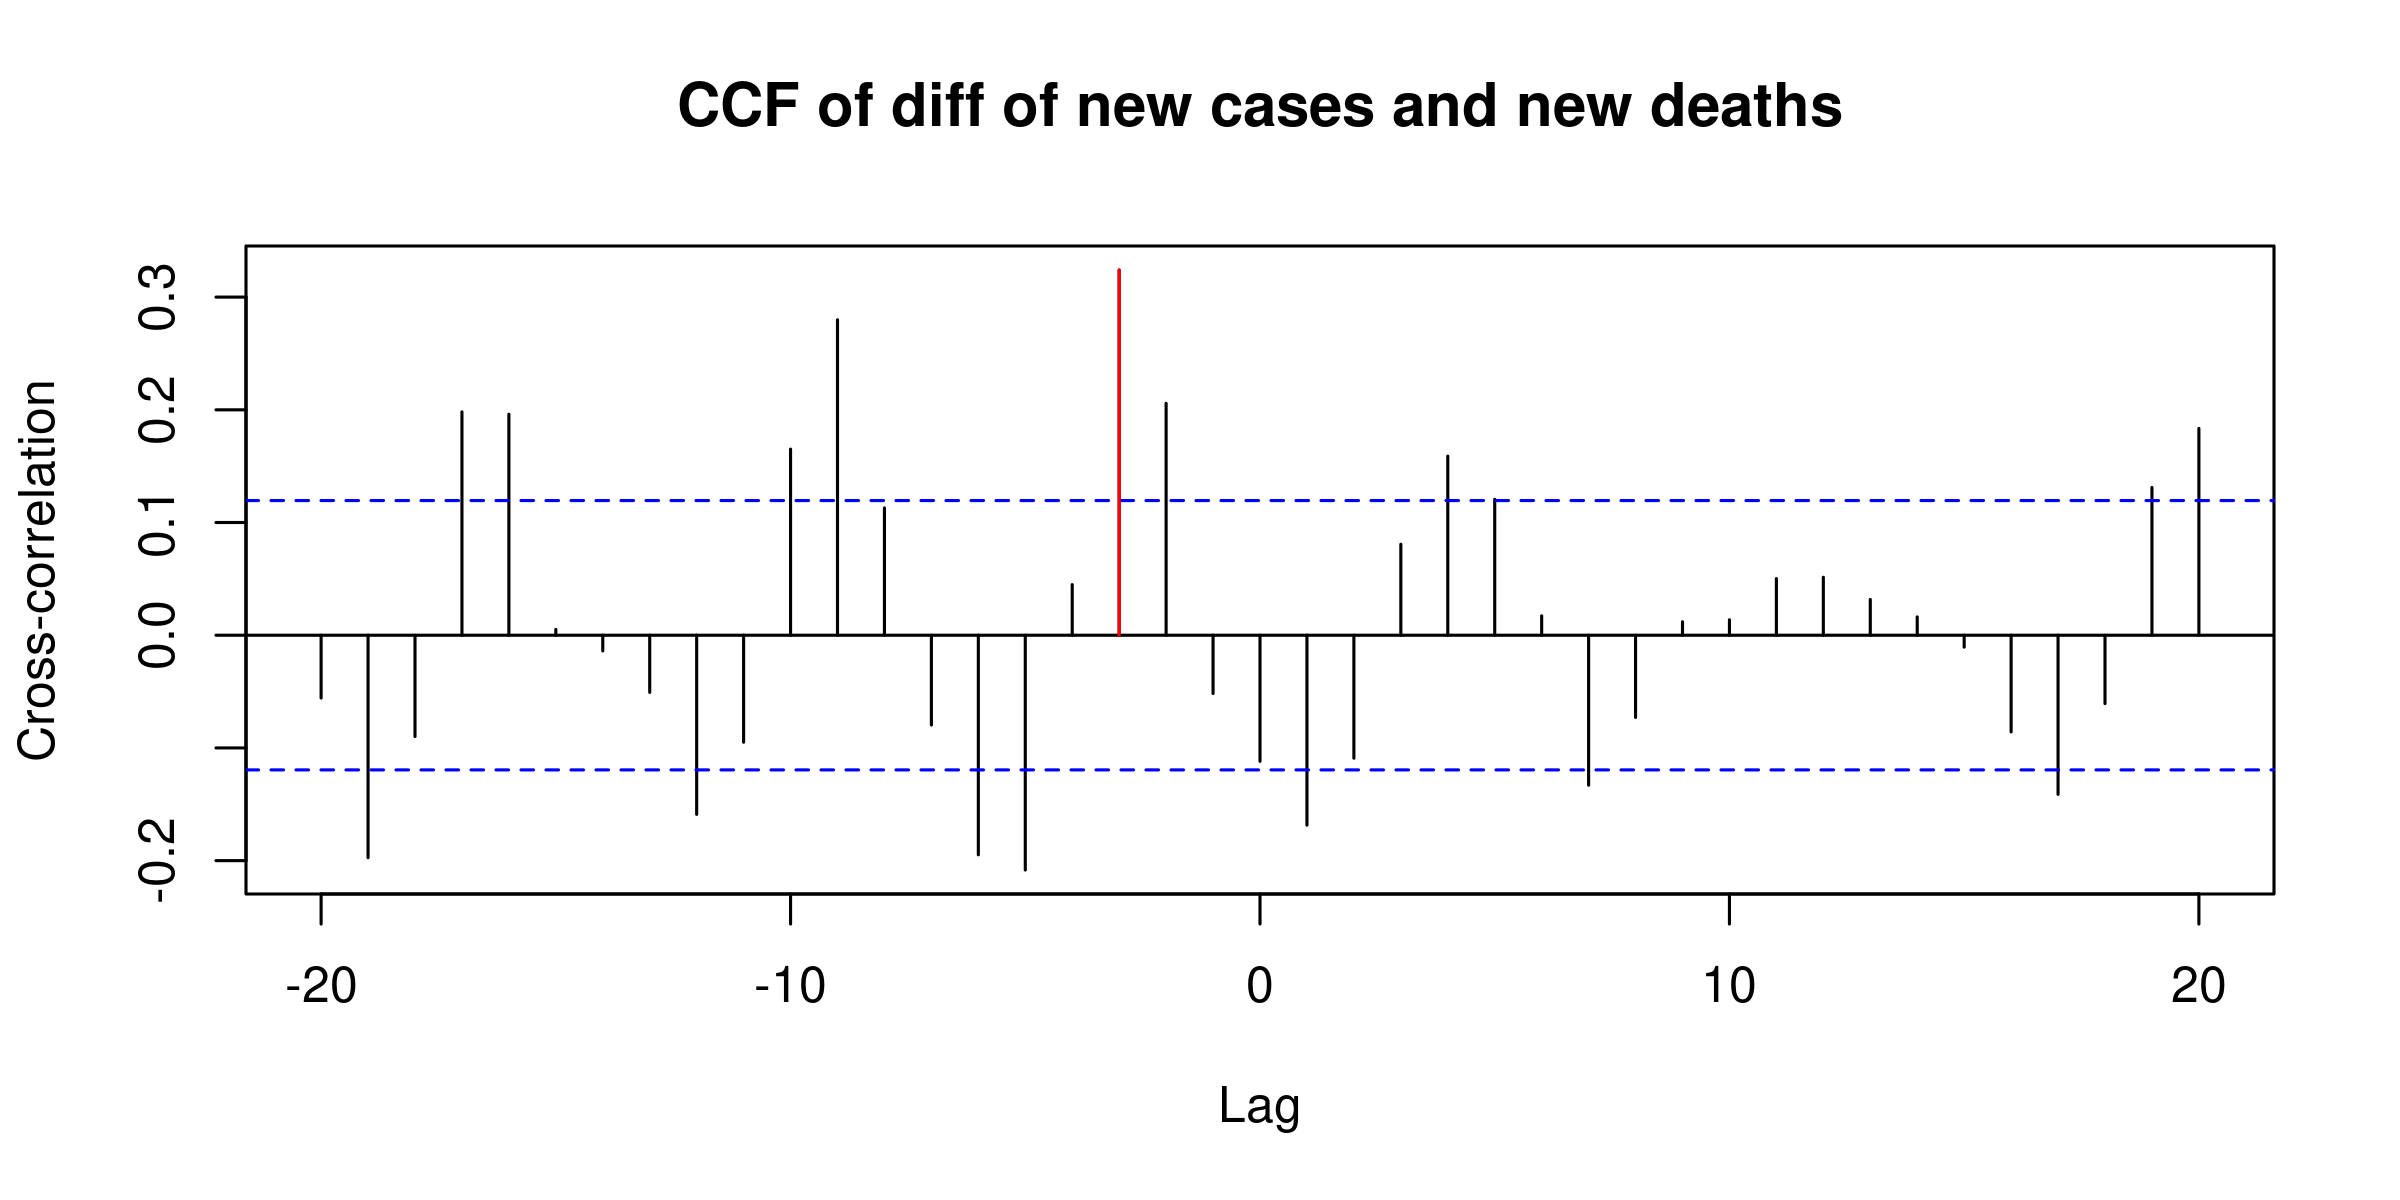 CCF of diff of new cases and new deaths
Cross-correlation
0.3
0.2
0.1
0.0
-0.2
-20 -10 0 10 20
Lag